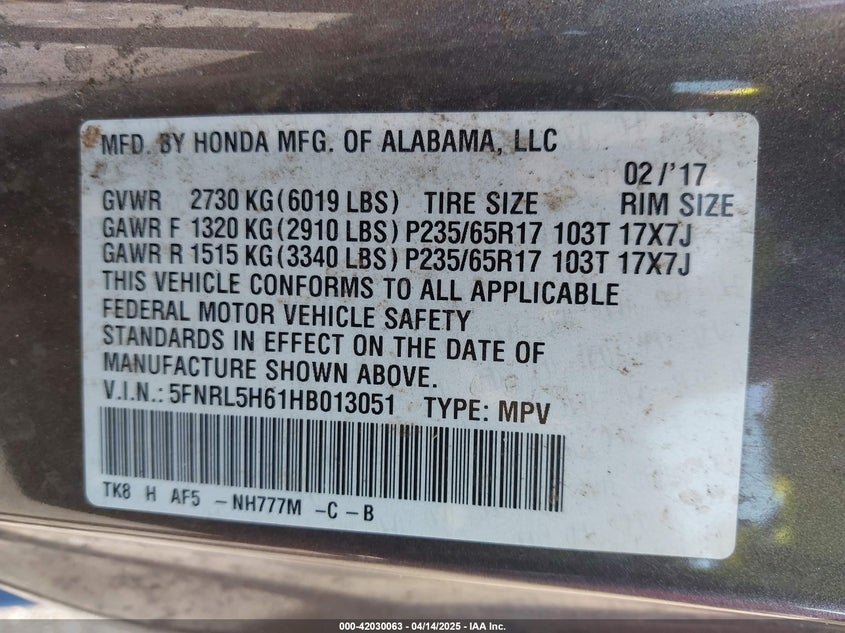 MFD. BY HONDA MFG. OF ALABAMA, LLC
02/'17
GVWR 2730 KG(6019 LBS) TIRE SIZE RIM SIZE
GAWR F 1320 KG(2910 LBS) P235/65R17 103T 17X7J
GAWR R 1515 KG(3340 LBS) P235/65R17 103T 17X7J
THIS VEHICLE CONFORMS TO ALL APPLICABLE
FEDERAL MOTOR VEHICLE SAFETY
STANDARDS IN EFFECT ON THE DATE OF
MANUFACTURE SHOWN ABOVE.
V.I.N.: 5FNRL5H61HB013051 TYPE: MPV
TK8 H AF5 -NH777M -C-B
000-42030063 - 04/14/2025 - IAA Inc.